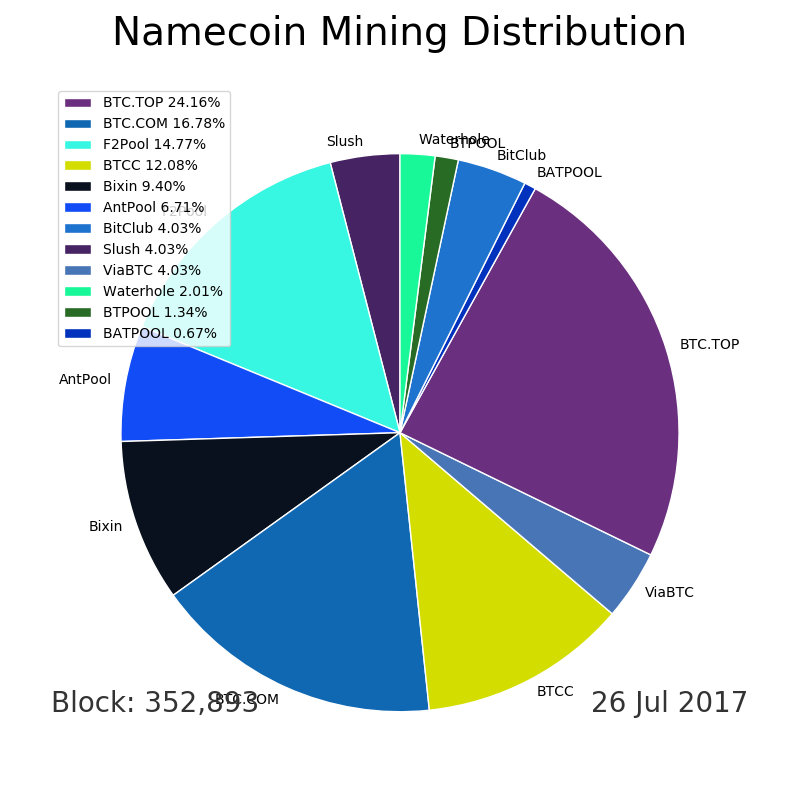 Namecoin Mining Distribution
BTC.TOP 24.16%
BTC.COM 16.78%
F2Pool 14.77%
BTCC 12.08%
Bixin 9.40%
AntPool 6.71%
BitClub 4.03%
Slush 4.03%
ViaBTC 4.03%
Waterhole 2.01%
BTPOOL 1.34%
BATPOOL 0.67%
Slush
Waterhole
BTPOOL
BitClub
BATPOOL
F2Pool
BTC.TOP
AntPool
Bixin
ViaBTC
BTCC
BTC.COM
Block: 352,893
26 Jul 2017